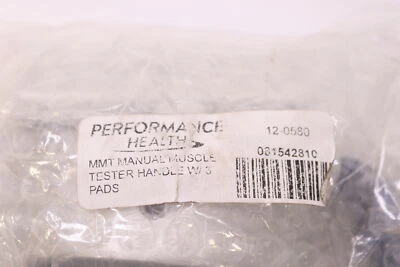 PERFORMANCE
HEALTH
12-0580
081542810
MMT MANUAL MUSCLE
TESTER HANDLE W/ 3
PADS